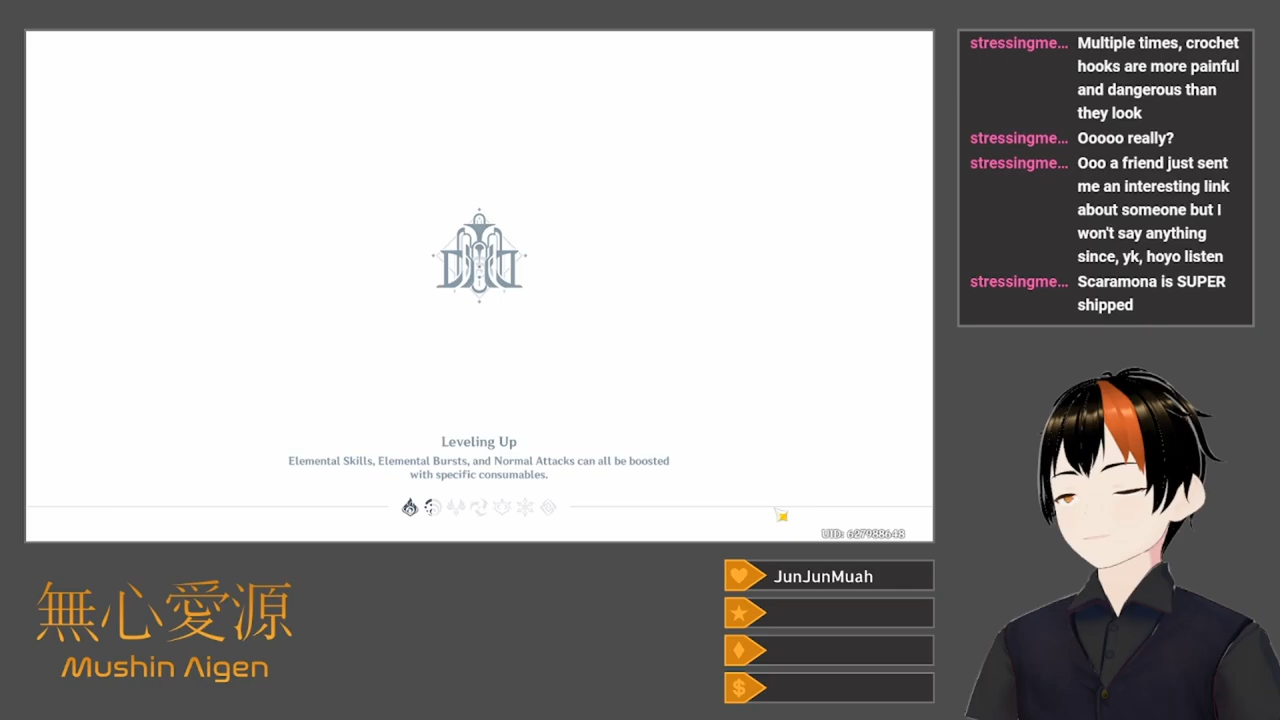 stressingme... Multiple times, crochet
hooks are more painful
and dangerous than
they look
stressingme... Ooooo really?
stressingme... Ooo a friend just sent
me an interesting link
about someone but I
won't say anything
since, yk, hoyo listen
stressingme... Scaramona is SUPER
shipped
Leveling Up
Elemental Skills, Elemental Bursts, and Normal Attacks can all be boosted
with specific consumables.
UID: 627988648
JunJunMuah
無心愛源
Mushin Aigen